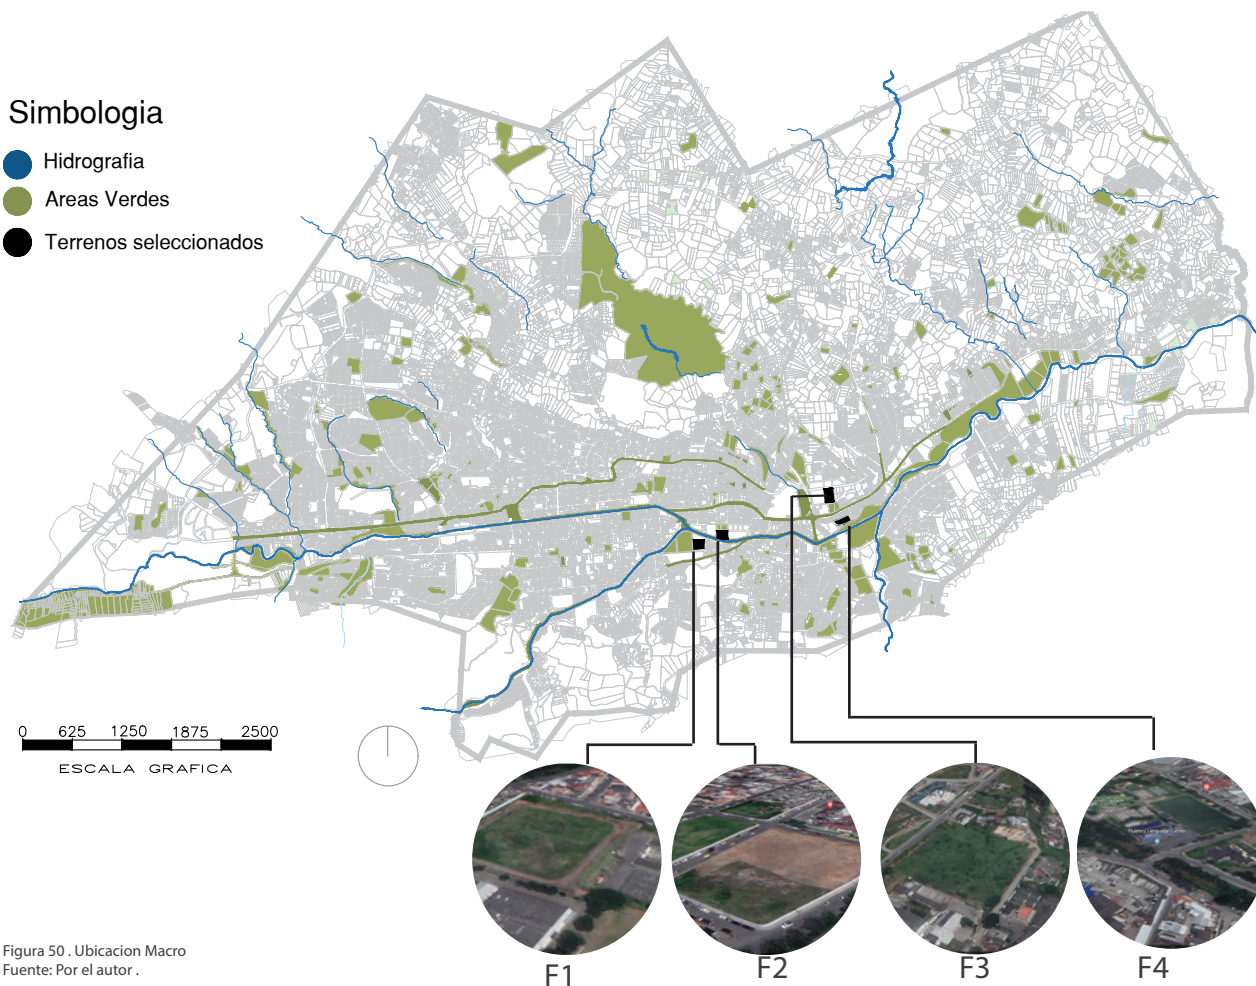 Simbologia
Hidrografia
Areas Verdes
Terrenos seleccionados
0 625 1250 1875 2500
ESCALA GRAFICA
F1
F2
F3
F4
Figura 50 . Ubicacion Macro
Fuente: Por el autor .